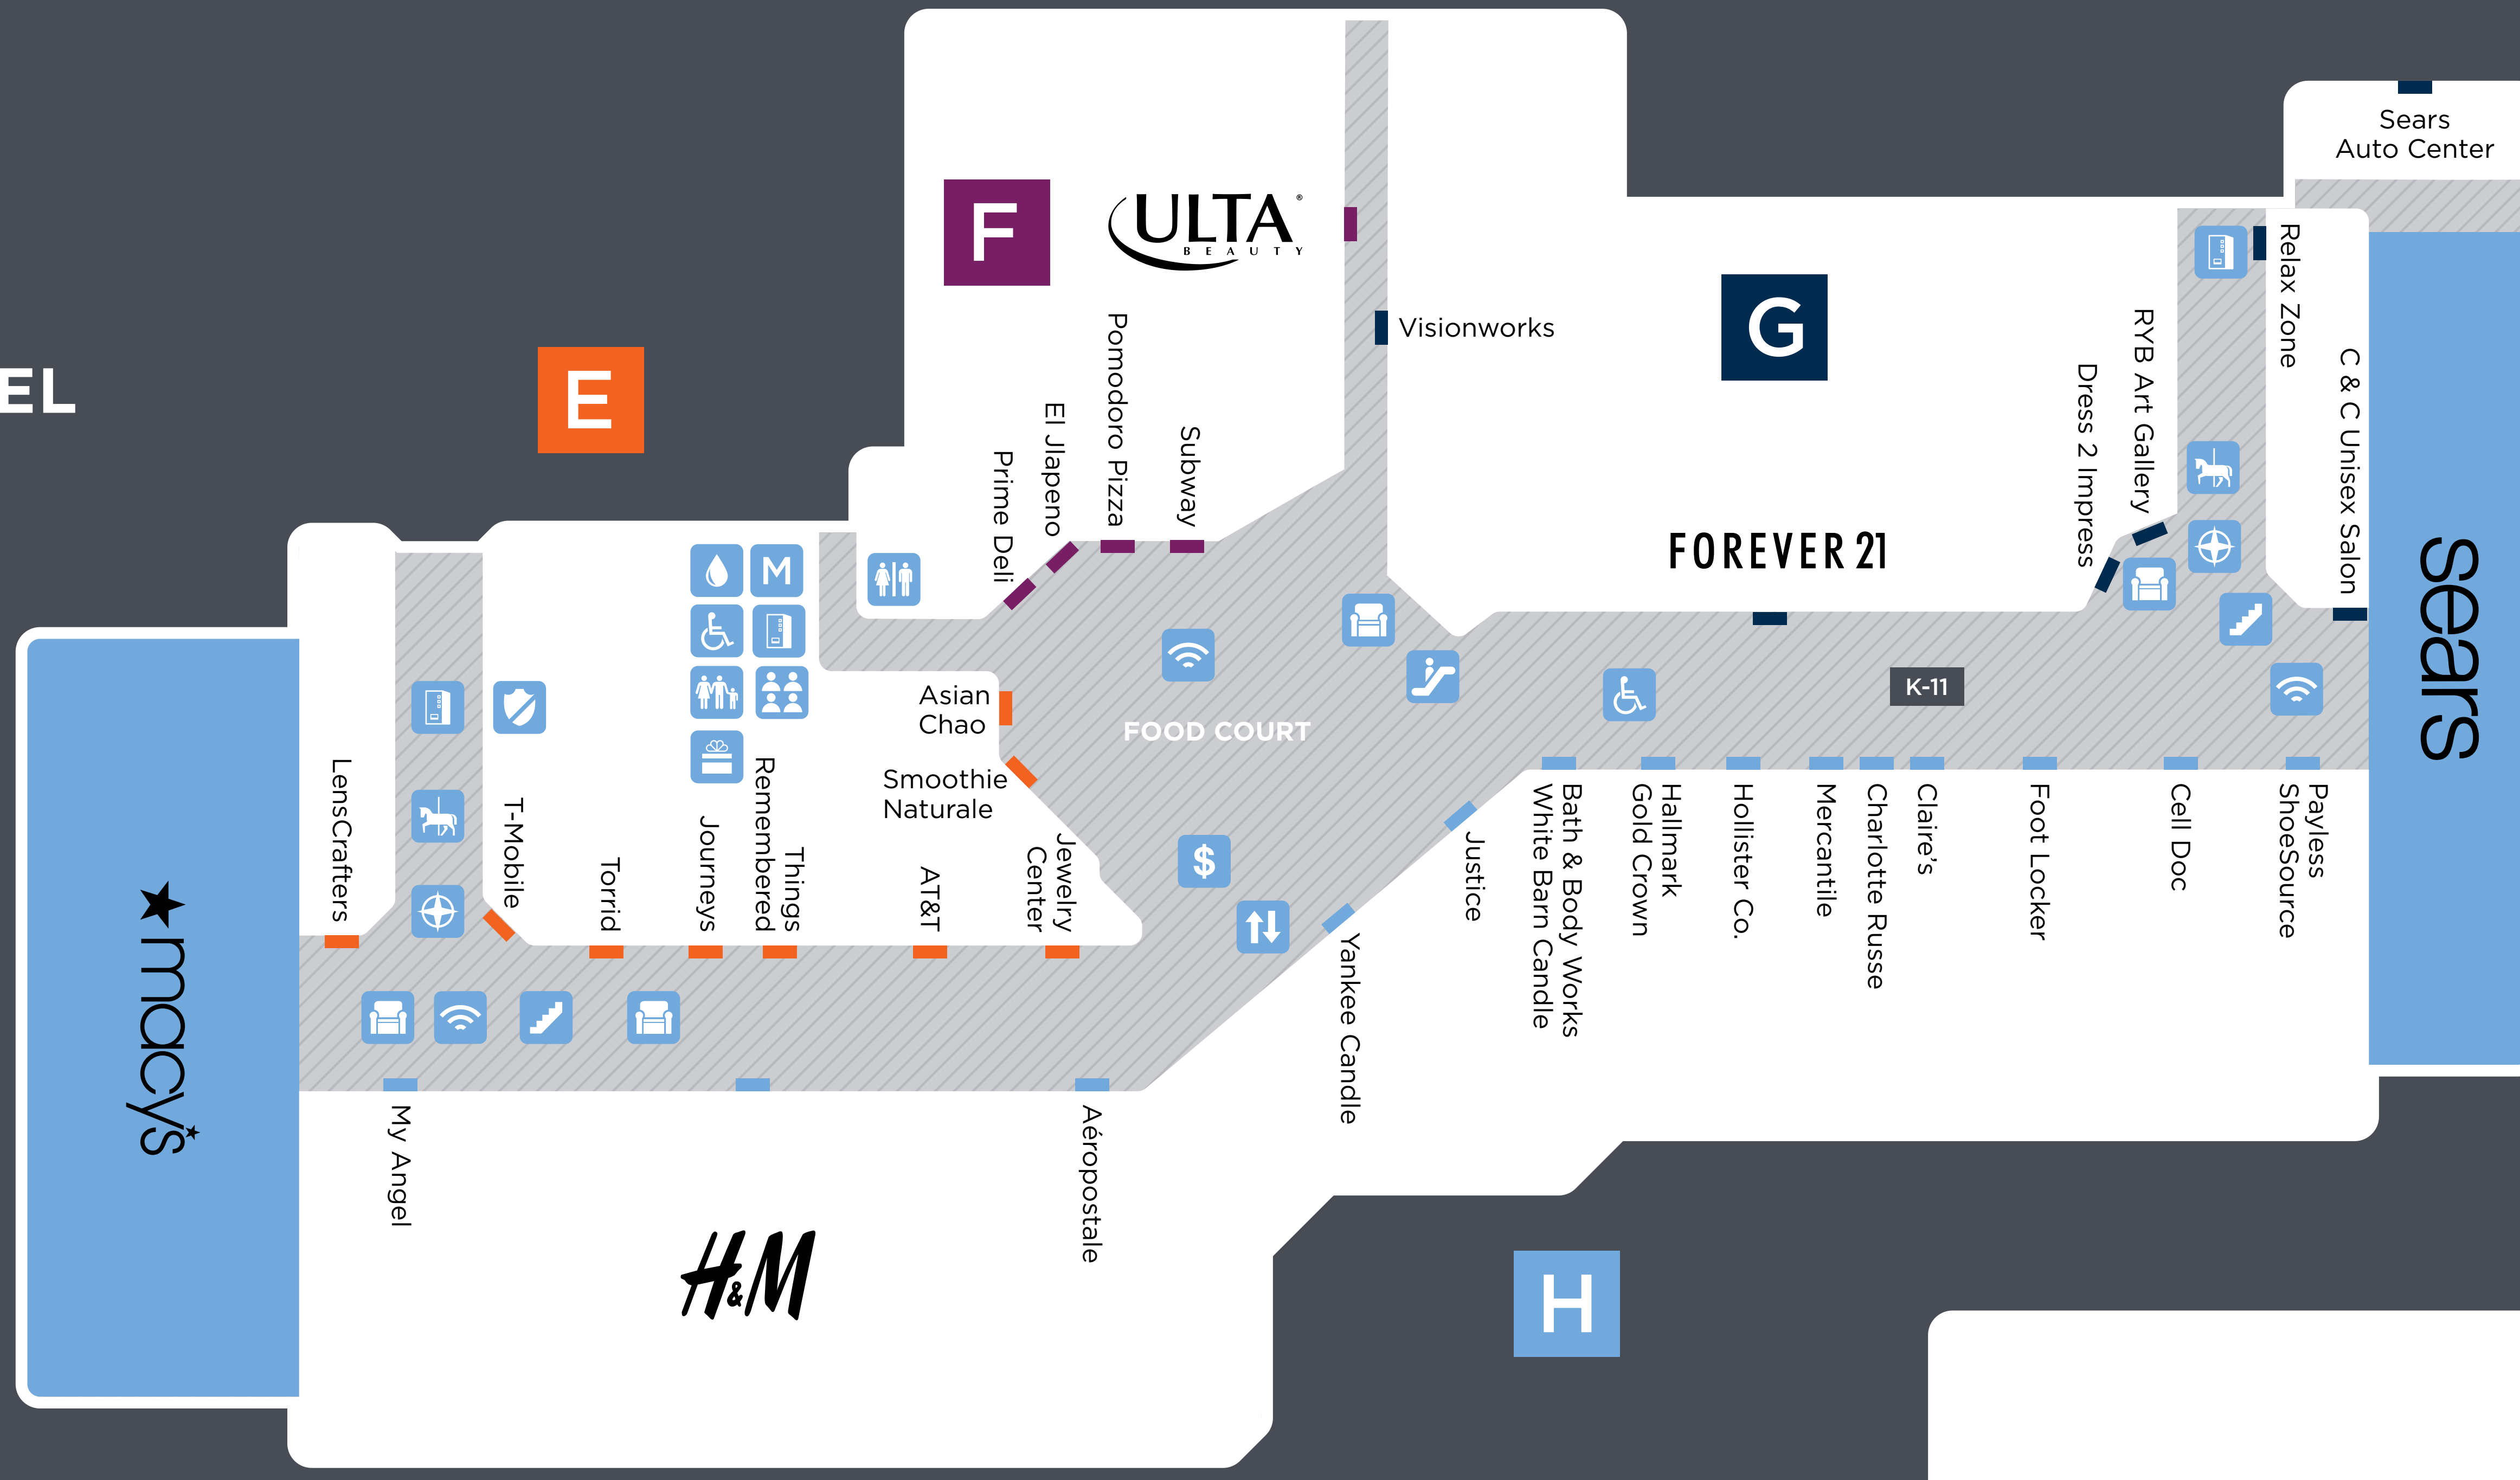 Sears
Auto Center
F
ULTA®
BEAUTY
Visionworks
G
E
EL
Relax Zone
RYB Art Gallery
Dress 2 Impress
C & C Unisex Salon
Pomodoro Pizza
El Jlapeno
Prime Deli
Subway
FOREVER 21
sears
M
K-11
Asian
Chao
FOOD COURT
Smoothie
Naturale
$
LensCrafters
T-Mobile
Torrid
Journeys
Things
Remembered
AT&T
Jewelry
Center
Justice
Yankee Candle
Bath & Body Works
White Barn Candle
Hallmark
Gold Crown
Hollister Co.
Mercantile
Charlotte Russe
Claire's
Foot Locker
Cell Doc
Payless
ShoeSource
macy's
My Angel
Aéropostale
H&M
H